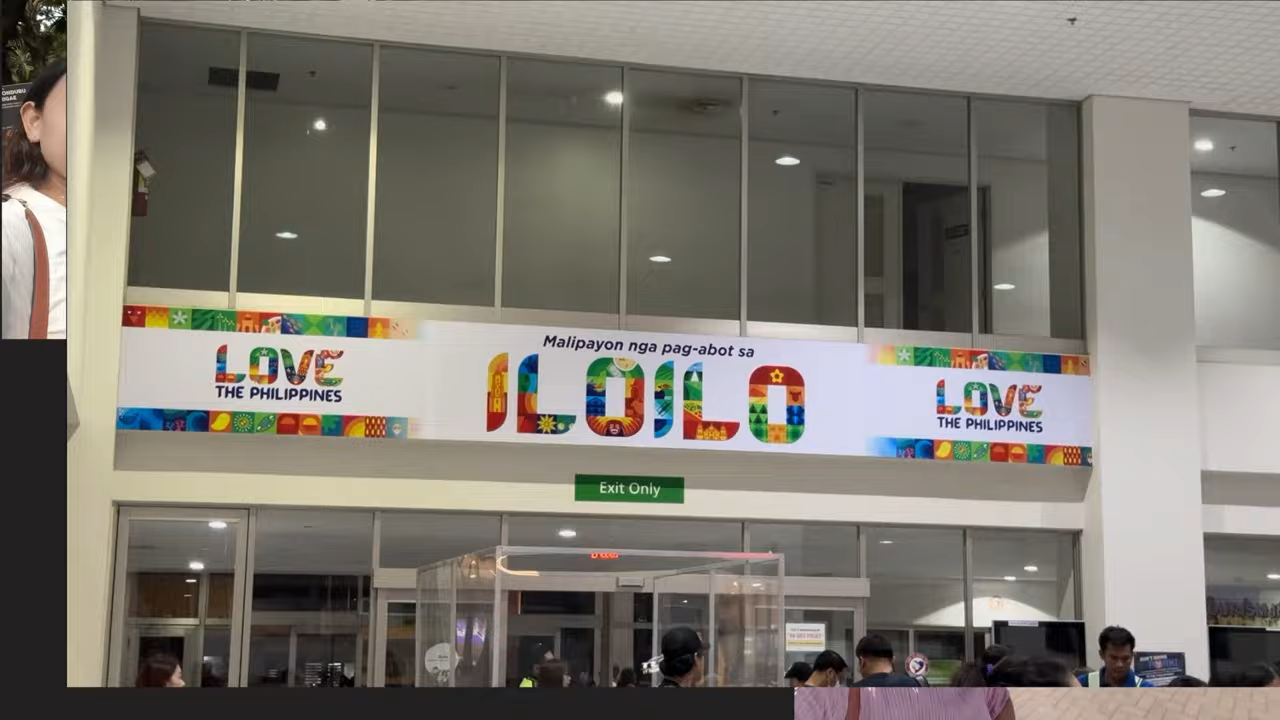 Malipayon nga pag-abot sa
ILOILO
LOVE
THE PHILIPPINES
LOVE
THE PHILIPPINES
Exit Only